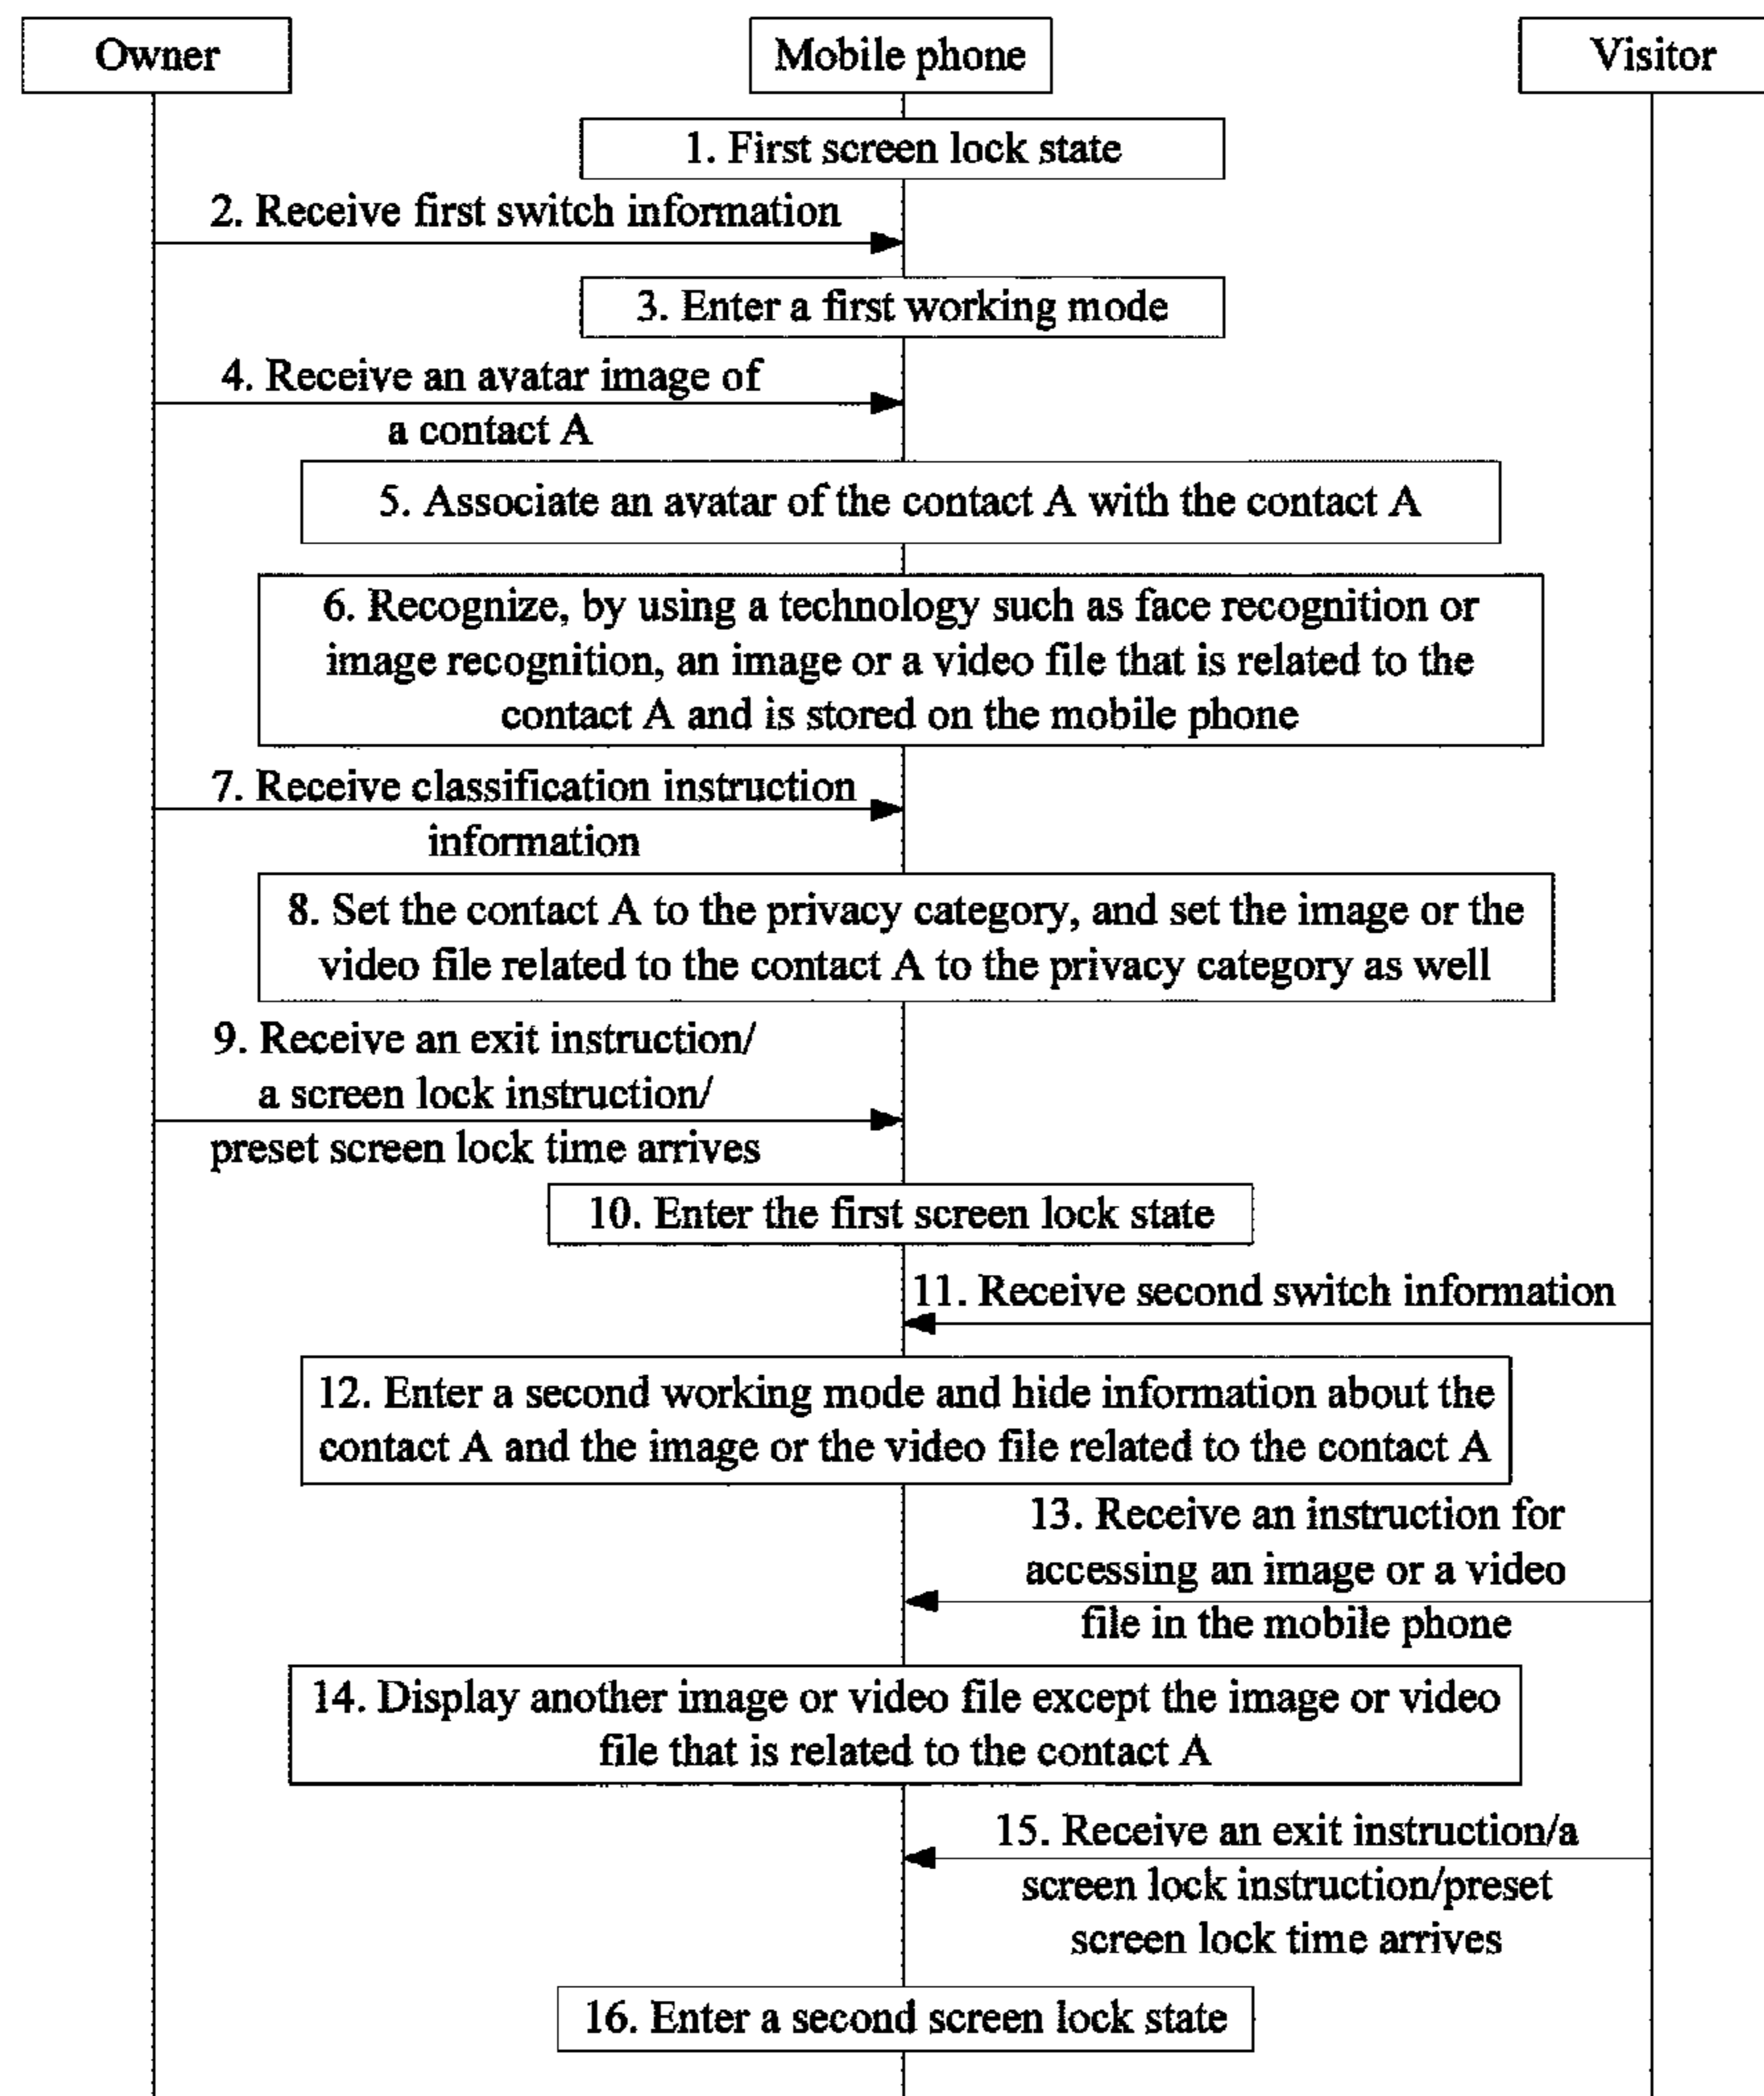 Owner
Mobile phone
Visitor
1. First screen lock state
2. Receive first switch information
3. Enter a first working mode
4. Receive an avatar image of
a contact A
5. Associate an avatar of the contact A with the contact A
6. Recognize, by using a technology such as face recognition or
image recognition, an image or a video file that is related to the
contact A and is stored on the mobile phone
7. Receive classification instruction
information
8. Set the contact A to the privacy category, and set the image or the
video file related to the contact A to the privacy category as well
9. Receive an exit instruction/
a screen lock instruction/
preset screen lock time arrives
10. Enter the first screen lock state
11. Receive second switch information
12. Enter a second working mode and hide information about the
contact A and the image or the video file related to the contact A
13. Receive an instruction for
accessing an image or a video
file in the mobile phone
14. Display another image or video file except the image or video
file that is related to the contact A
15. Receive an exit instruction/a
screen lock instruction/preset
screen lock time arrives
16. Enter a second screen lock state